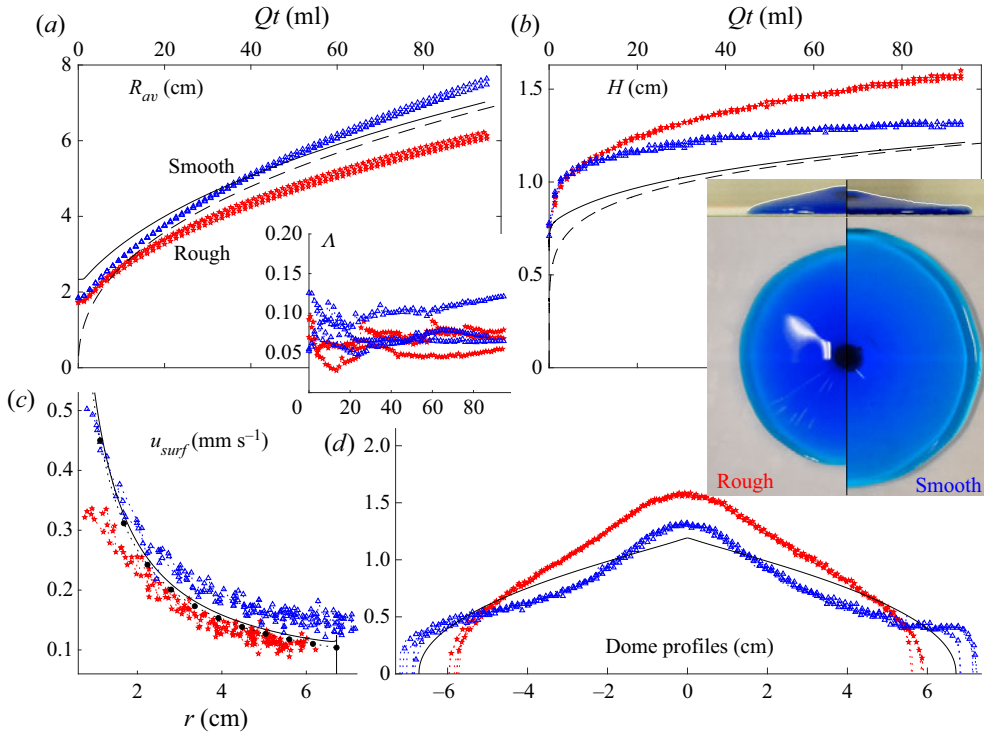 (a)
Qt (ml)
0 20 40 60 80
8
6
4
2
0
R_av (cm)
Smooth
Rough
Λ
0.20
0.15
0.10
0.05
0 20 40 60 80 100
(b)
Qt (ml)
0 20 40 60 80
1.5
1.0
0.5
0
H (cm)
Rough
Smooth
(c)
u_surf (mm s⁻¹)
0.5
0.4
0.3
0.2
0.1
2 4 6
r (cm)
(d)
2.0
1.5
1.0
0.5
0
Dome profiles (cm)
−6 −4 −2 0 2 4 6